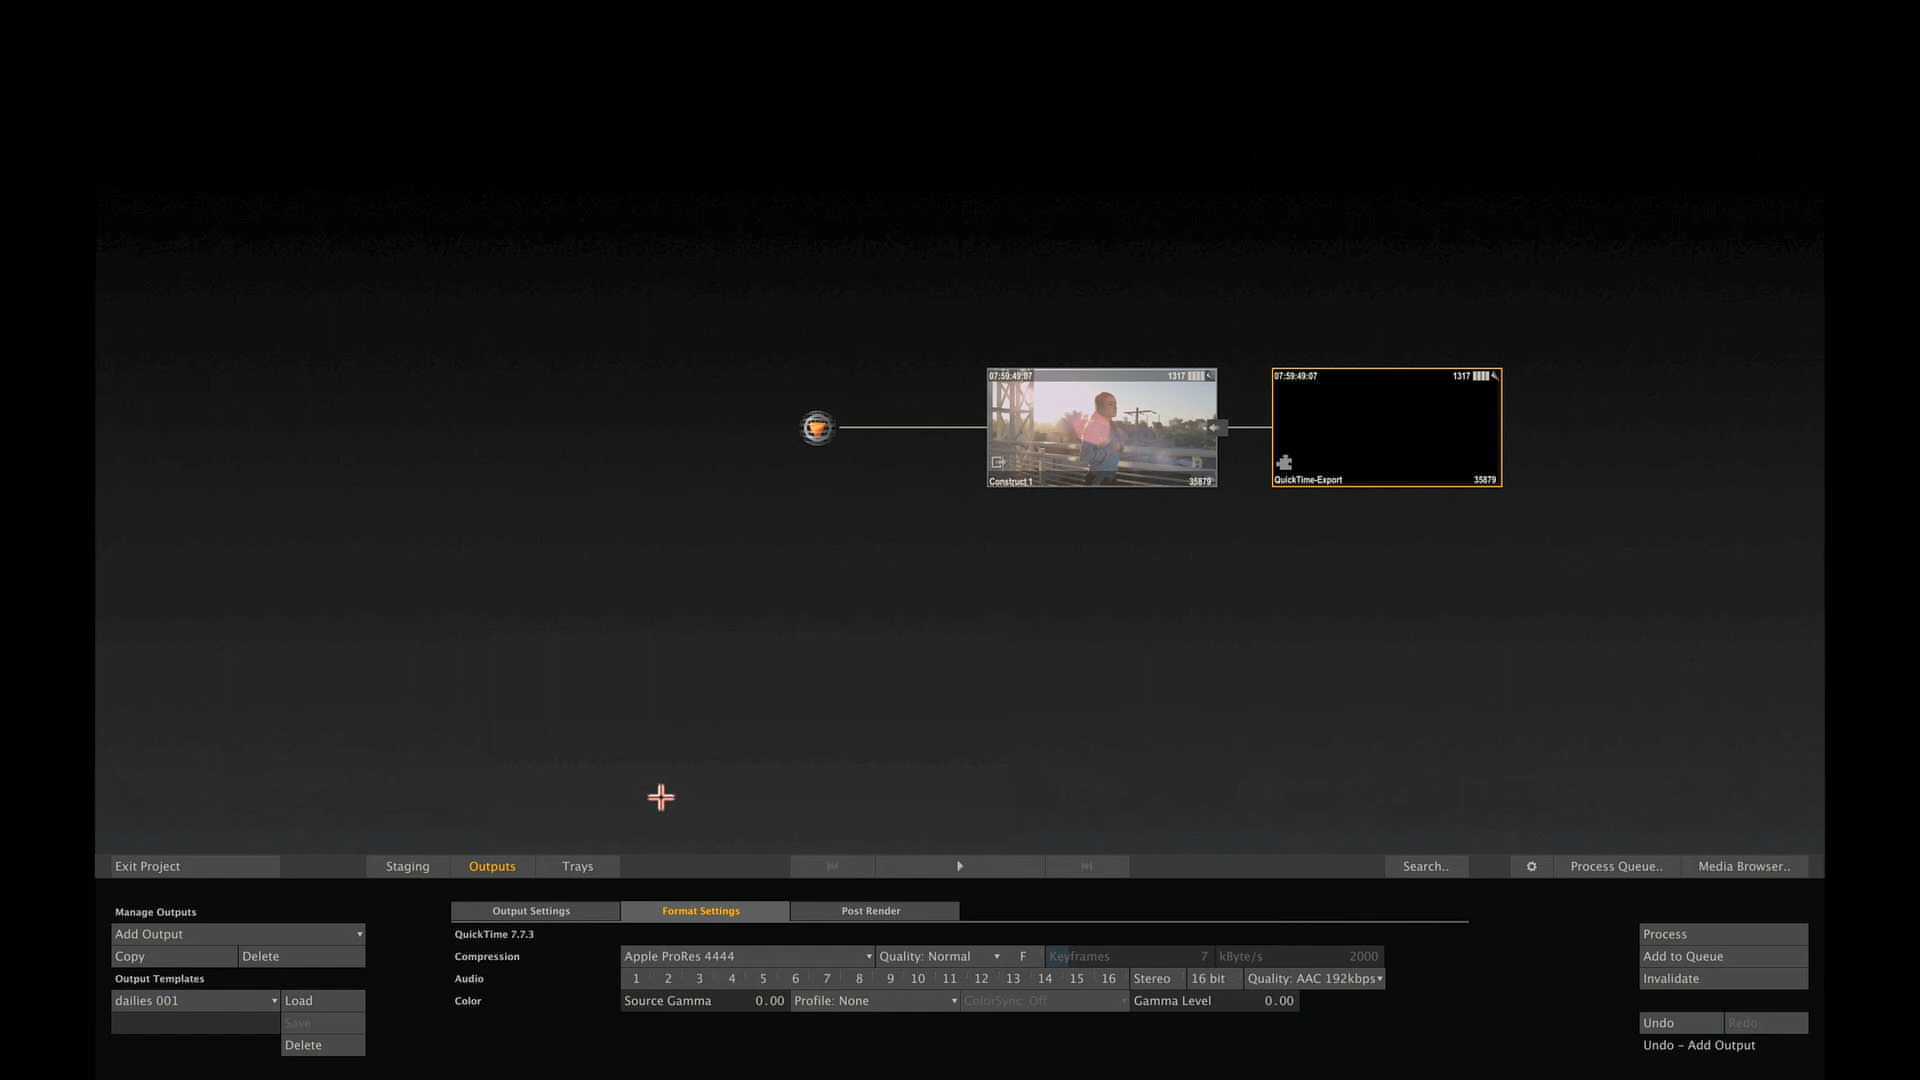 07:59:49:07 1317
07:59:49:07 1317
Construct 1 35879
QuickTime-Export 35879
Exit Project Staging Outputs Trays Search.. Process Queue.. Media Browser..
Manage Outputs Output Settings Format Settings Post Render
Add Output QuickTime 7.7.3 Process
Copy Delete Compression Apple ProRes 4444 Quality: Normal F Keyframes 7 kByte/s 2000 Add to Queue
Output Templates Audio 1 2 3 4 5 6 7 8 9 10 11 12 13 14 15 16 Stereo 16 bit Quality: AAC 192kbps Invalidate
dailies 001 Load Color Source Gamma 0.00 Profile: None ColorSync: Off Gamma Level 0.00
Save Undo Redo
Delete Undo – Add Output